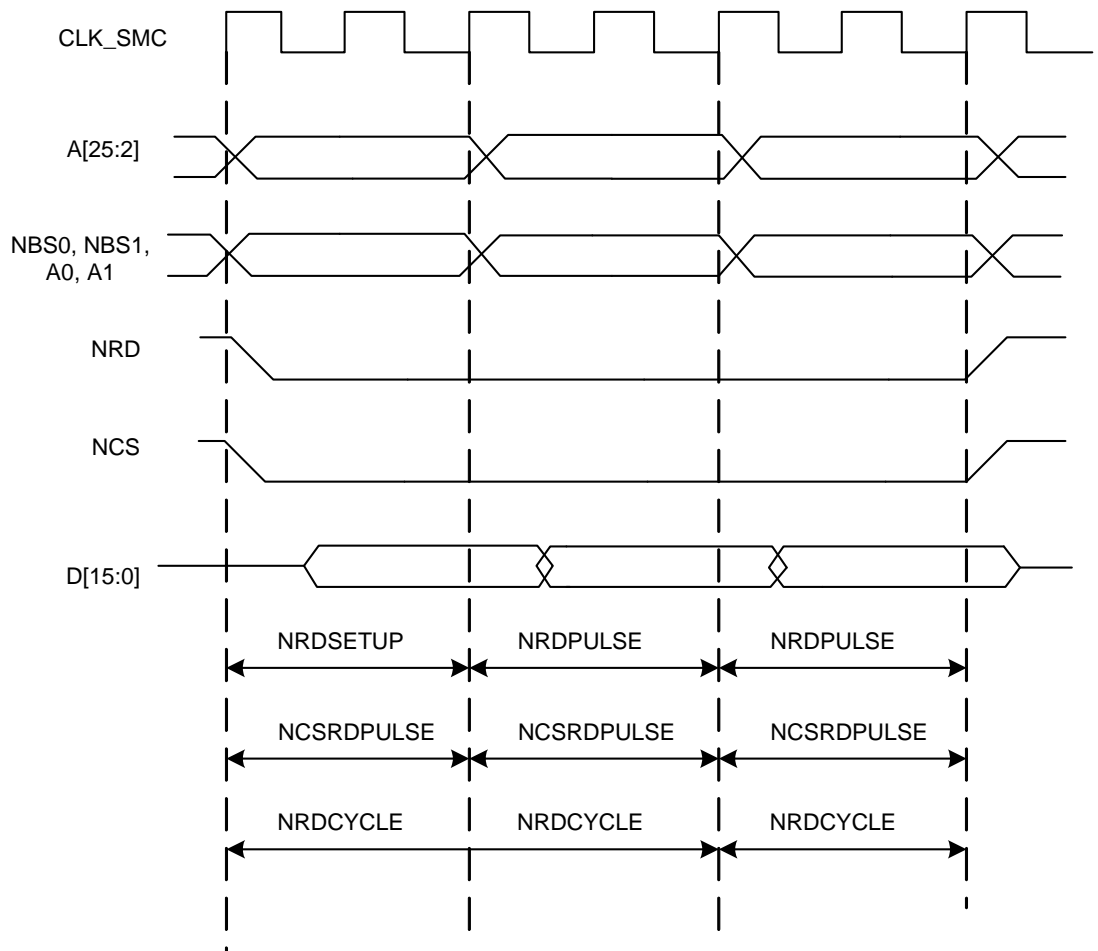 CLK_SMC
A[25:2]
NBS0, NBS1,
A0, A1
NRD
NCS
D[15:0]
NRDSETUP NRDPULSE NRDPULSE
NCSRDPULSE NCSRDPULSE NCSRDPULSE
NRDCYCLE NRDCYCLE NRDCYCLE